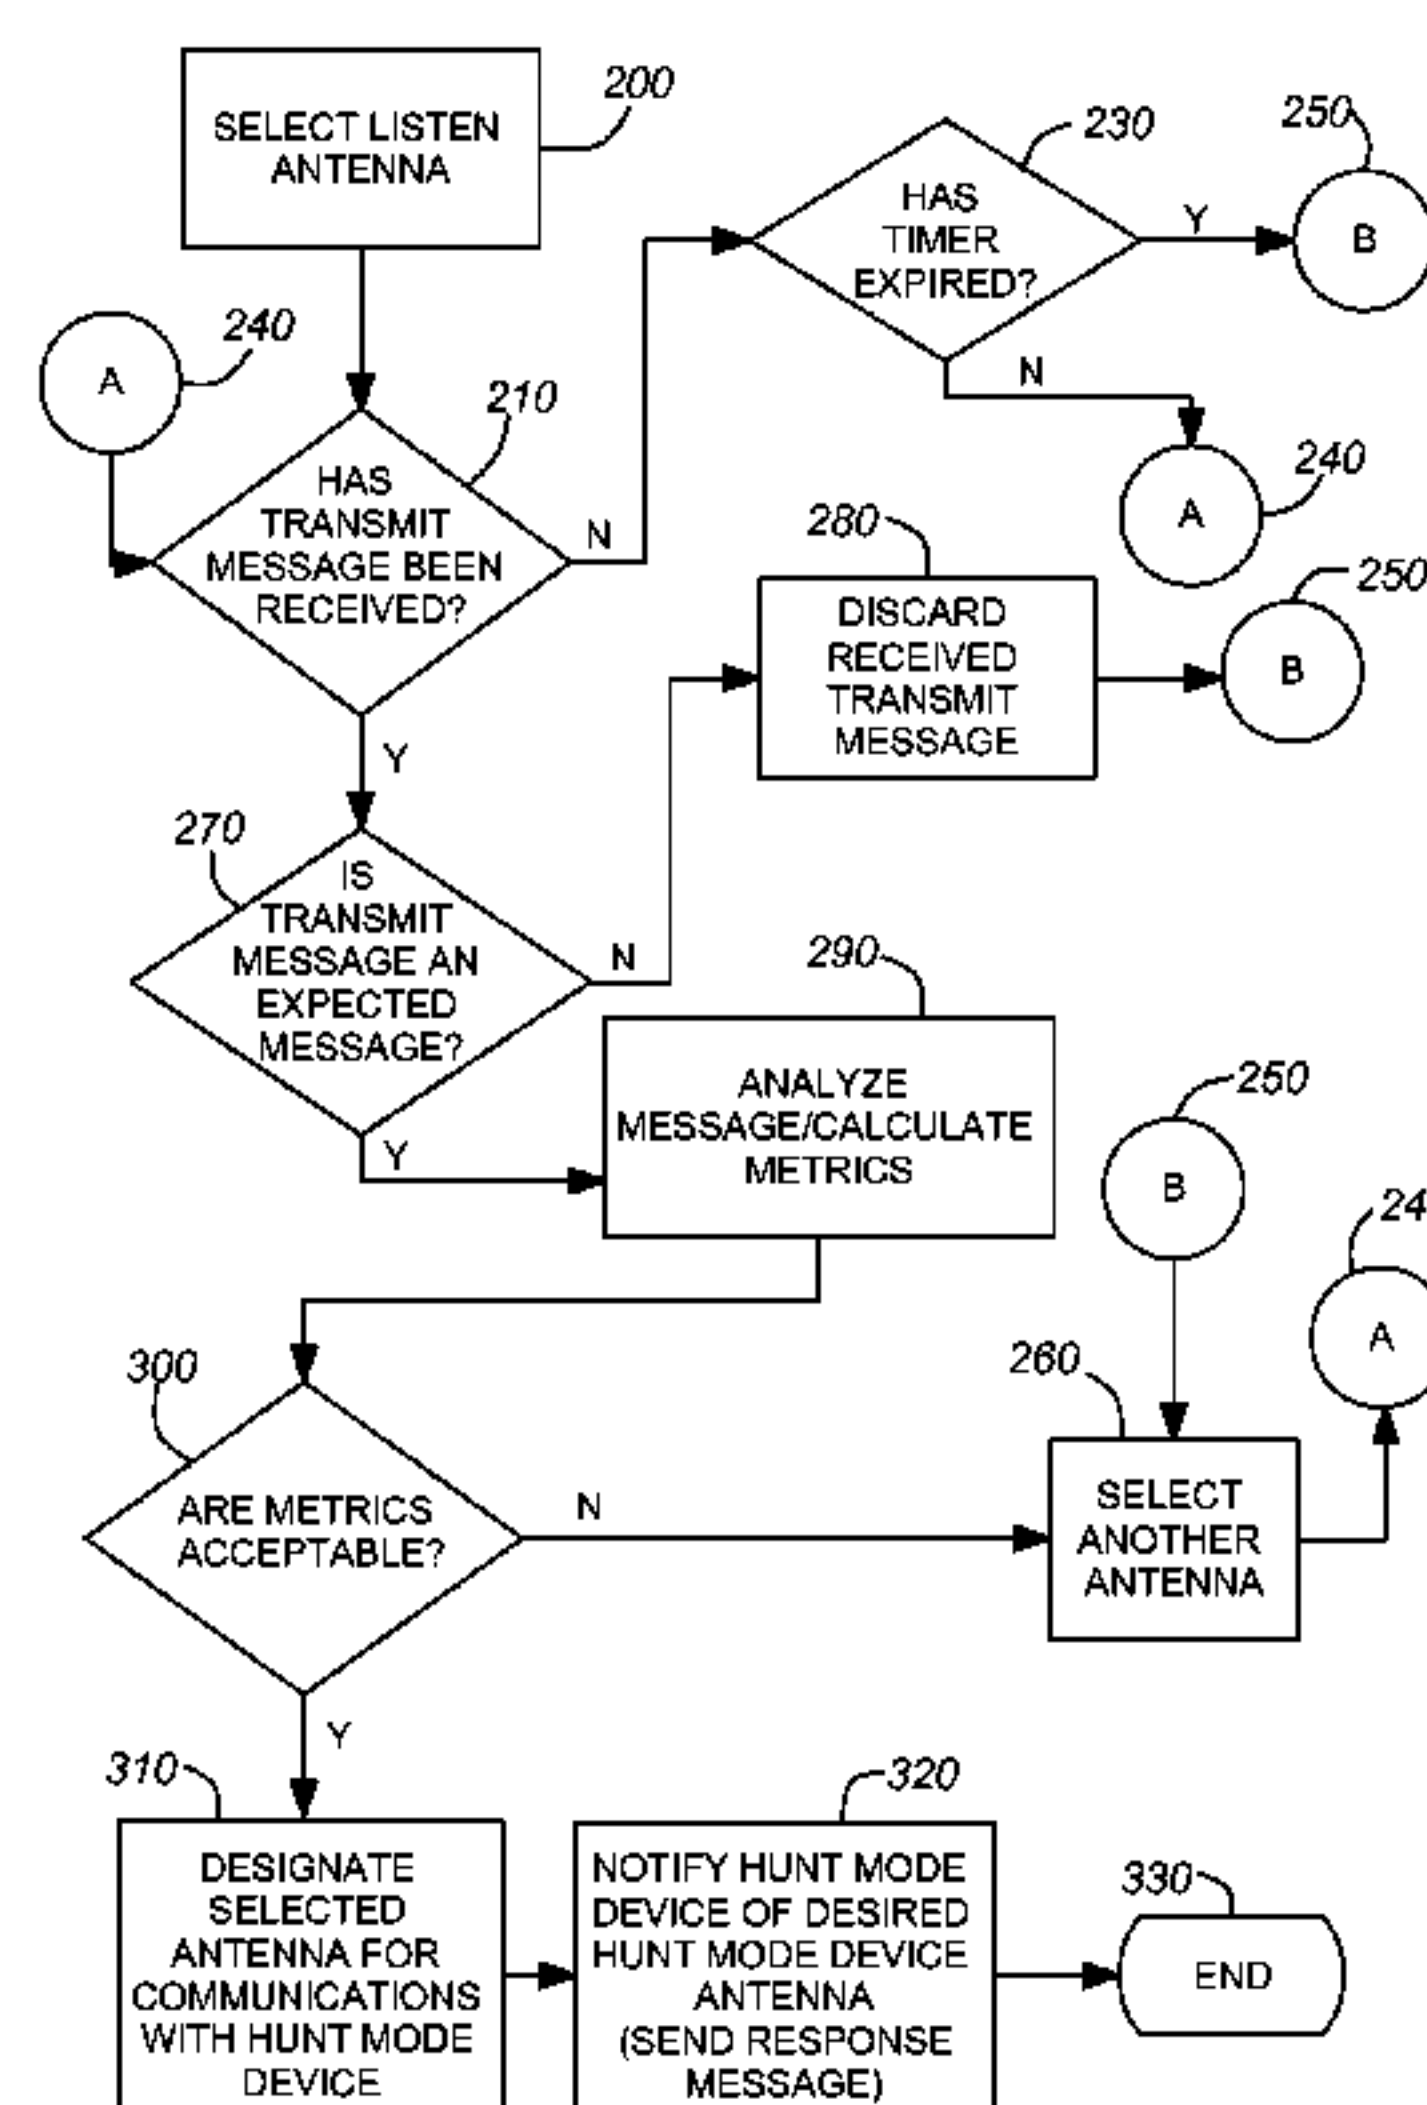 200
SELECT LISTEN
ANTENNA
230
250
HAS
TIMER
EXPIRED?
Y
B
N
240
A
210
HAS
TRANSMIT
MESSAGE BEEN
RECEIVED?
N
240
A
280
250
DISCARD
RECEIVED
TRANSMIT
MESSAGE
B
Y
270
IS
TRANSMIT
MESSAGE AN
EXPECTED
MESSAGE?
N
Y
290
ANALYZE
MESSAGE/CALCULATE
METRICS
250
B
24
A
260
SELECT
ANOTHER
ANTENNA
300
ARE METRICS
ACCEPTABLE?
N
Y
310
DESIGNATE
SELECTED
ANTENNA FOR
COMMUNICATIONS
WITH HUNT MODE
DEVICE
320
NOTIFY HUNT MODE
DEVICE OF DESIRED
HUNT MODE DEVICE
ANTENNA
(SEND RESPONSE
MESSAGE)
330
END